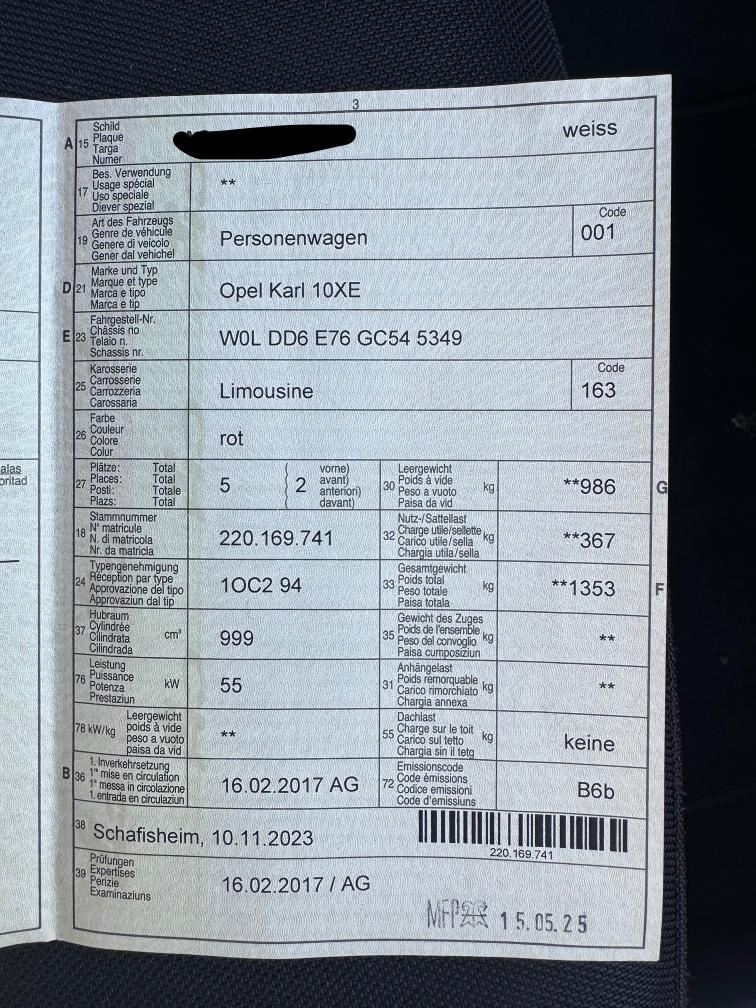 3
A 15 Schild
Plaque
Targa
Numer
weiss
17 Bes. Verwendung
Usage spécial
Uso speciale
Diever spezial
**
19 Art des Fahrzeugs
Genre de véhicule
Genere di veicolo
Gener dal vehichel
Personenwagen
Code
001
D 21 Marke und Typ
Marque et type
Marca e tipo
Marca e tip
Opel Karl 10XE
E 23 Fahrgestell-Nr.
Châssis no
Telaio n.
Schassis nr.
W0L DD6 E76 GC54 5349
25 Karosserie
Carrosserie
Carrozzeria
Carossaria
Limousine
Code
163
26 Farbe
Couleur
Colore
Colur
rot
alas
oritad
27 Plätze: Total
Places: Total
Posti: Totale
Plazs: Total
5 ( 2 vorne)
avant)
anteriori)
davant)
30 Leergewicht
Poids à vide
Peso a vuoto
Paisa da vid
kg
**986
G
18 Stammnummer
N° matricule
N. di matricola
Nr. da matricla
220.169.741
32 Nutz-/Sattellast
Charge utile/sellette
Carico utile/sella
Chargia utila/sella
kg
**367
24 Typengenehmigung
Réception par type
Approvazione del tipo
Approvaziun dal tip
1OC2 94
33 Gesamtgewicht
Poids total
Peso totale
Paisa totala
kg
**1353
F
37 Hubraum
Cylindrée
Cilindrata
Cilindrada
cm³
999
35 Gewicht des Zuges
Poids de l'ensemble
Peso del convoglio
Paisa cumposiziun
kg
**
76 Leistung
Puissance
Potenza
Prestaziun
kW
55
31 Anhängelast
Poids remorquable
Carico rimorchiato
Chargia annexa
kg
**
78 kW/kg Leergewicht
poids à vide
peso a vuoto
paisa da vid
**
55 Dachlast
Charge sur le toit
Carico sul tetto
Chargia sin il tetg
kg
keine
B 36 1. Inverkehrsetzung
1re mise en circulation
1a messa in circolazione
1. entrada en circulaziun
16.02.2017 AG
72 Emissionscode
Code émissions
Codice emissioni
Code d'emissiuns
B6b
38 Schafisheim, 10.11.2023
220.169.741
39 Prüfungen
Expertises
Perizie
Examinaziuns
16.02.2017 / AG
MFP 15.05.25